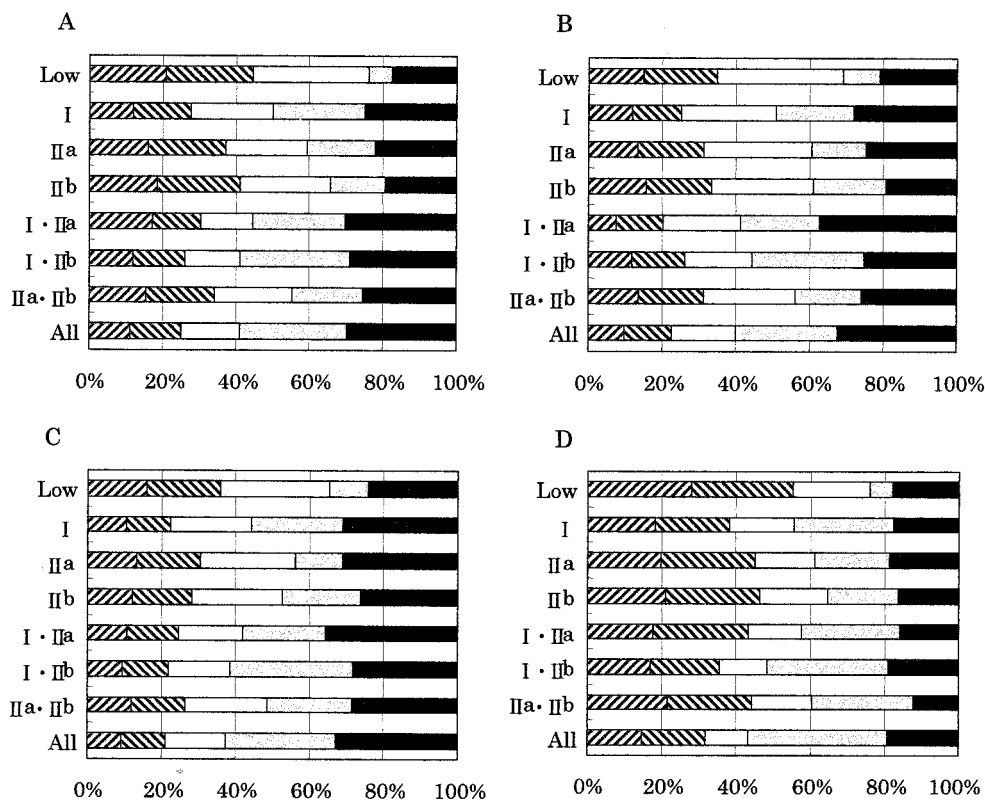 A
Low
I
IIa
IIb
I・IIa
I・IIb
IIa・IIb
All
0% 20% 40% 60% 80% 100%
B
Low
I
IIa
IIb
I・IIa
I・IIb
IIa・IIb
All
0% 20% 40% 60% 80% 100%
C
Low
I
IIa
IIb
I・IIa
I・IIb
IIa・IIb
All
0% 20% 40% 60% 80% 100%
D
Low
I
IIa
IIb
I・IIa
I・IIb
IIa・IIb
All
0% 20% 40% 60% 80% 100%